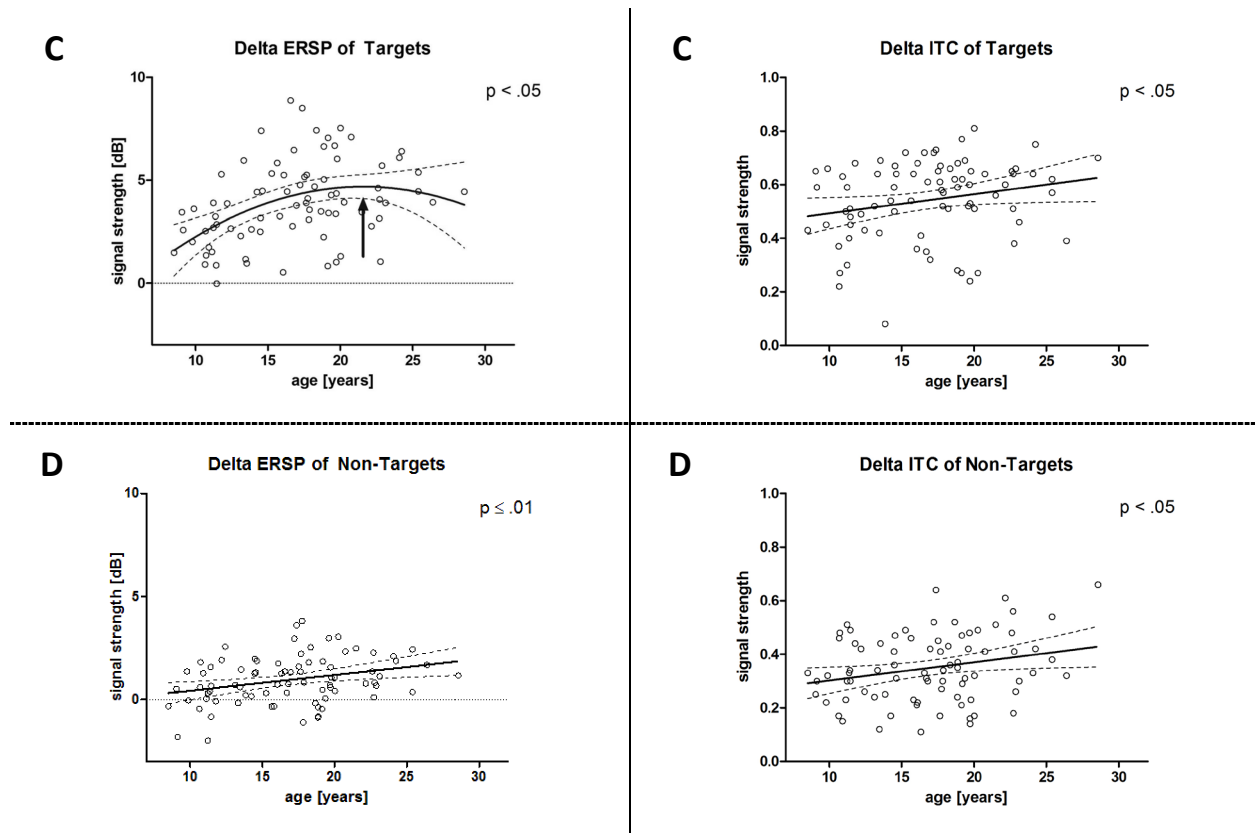 C
Delta ERSP of Targets
p < .05
10
5
0
signal strength [dB]
10 15 20 25 30
age [years]
C
Delta ITC of Targets
p < .05
1.0
0.8
0.6
0.4
0.2
0.0
signal strength
10 15 20 25 30
age [years]
D
Delta ERSP of Non-Targets
p ≤ .01
10
5
0
signal strength [dB]
10 15 20 25 30
age [years]
D
Delta ITC of Non-Targets
p < .05
1.0
0.8
0.6
0.4
0.2
0.0
signal strength
10 15 20 25 30
age [years]